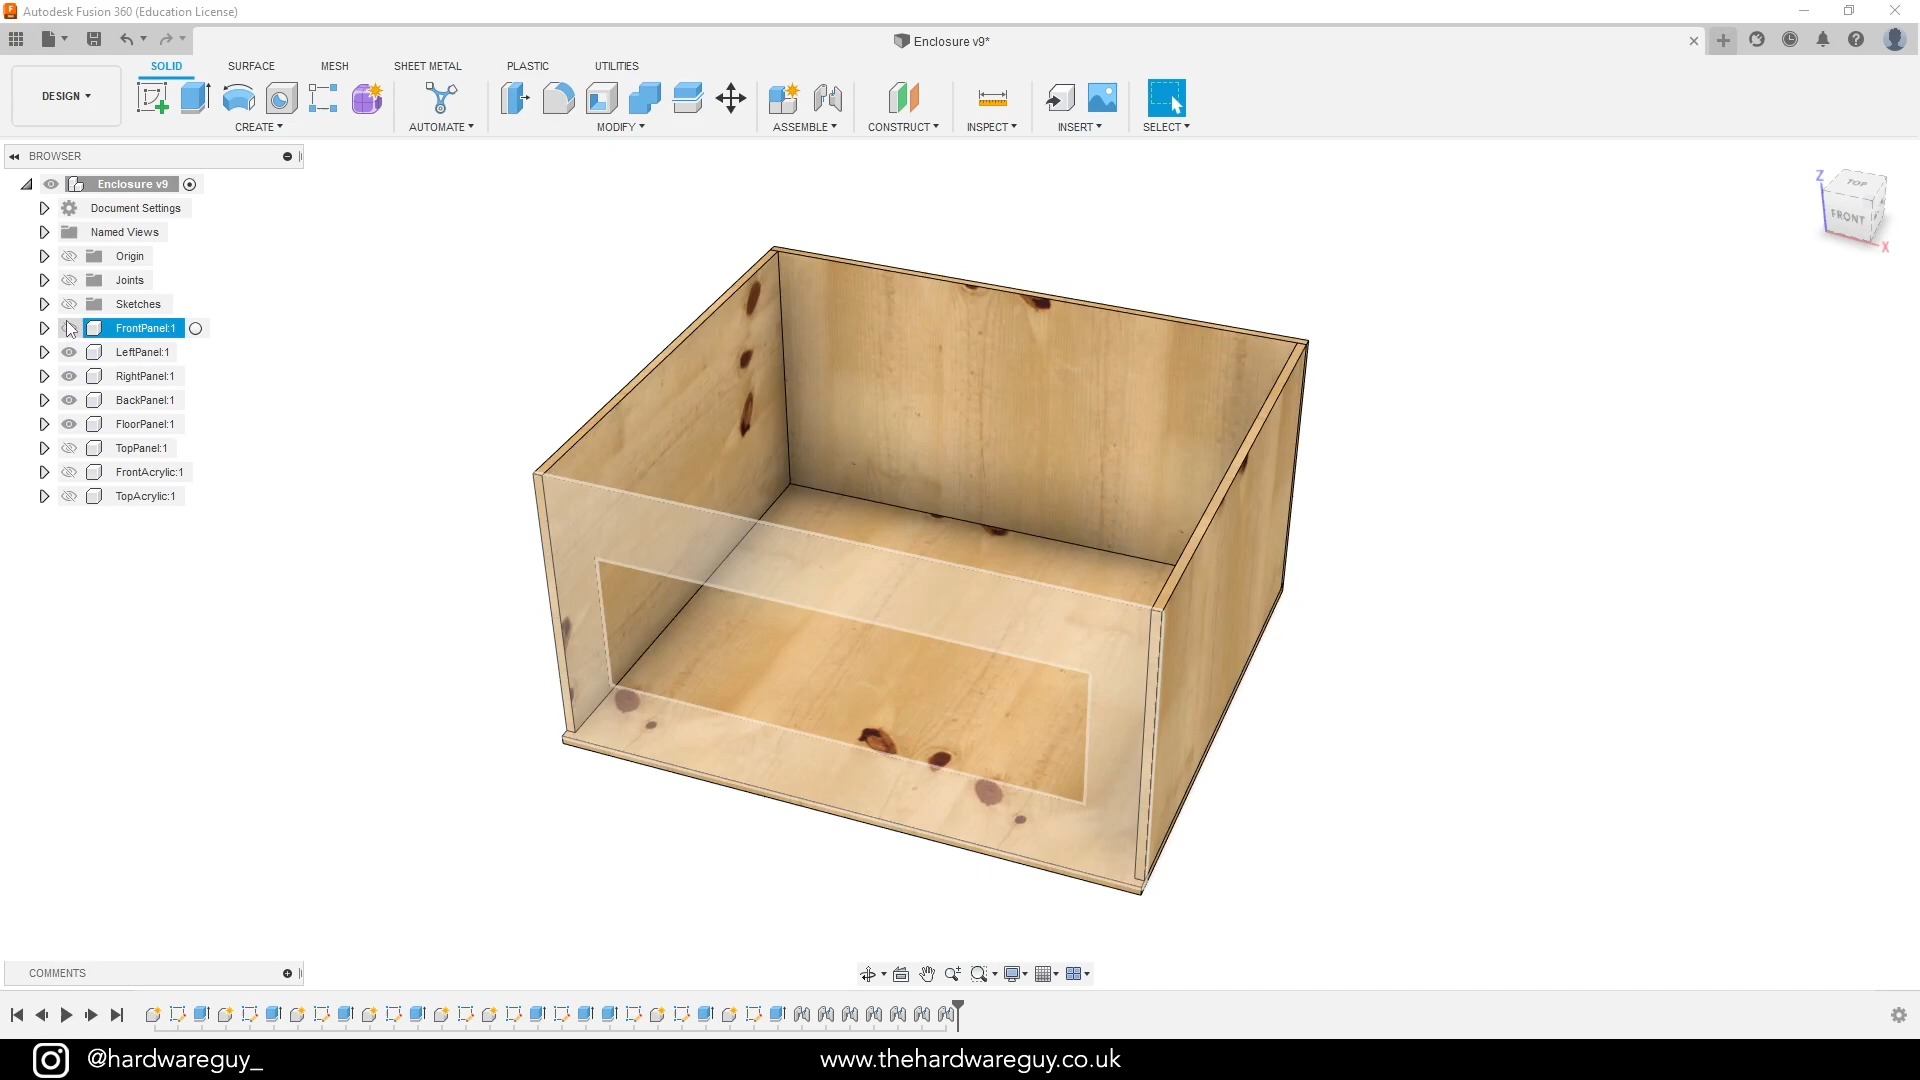 Autodesk Fusion 360 (Education License)
Enclosure v9*
SOLID SURFACE MESH SHEET METAL PLASTIC UTILITIES
DESIGN
CREATE AUTOMATE MODIFY ASSEMBLE CONSTRUCT INSPECT INSERT SELECT
BROWSER
Enclosure v9
Document Settings
Named Views
Origin
Joints
Sketches
FrontPanel:1
LeftPanel:1
RightPanel:1
BackPanel:1
FloorPanel:1
TopPanel:1
FrontAcrylic:1
TopAcrylic:1
Z
TOP
FRONT
X
COMMENTS
@hardwareguy_
www.thehardwareguy.co.uk